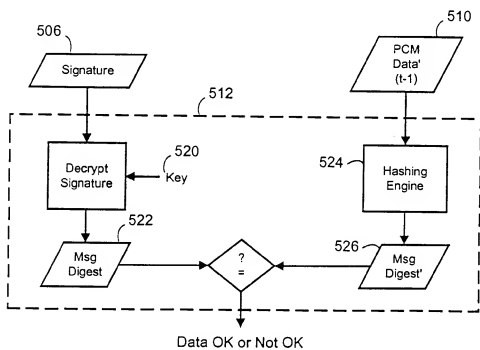 506
510
Signature
PCM
Data'
(t-1)
512
520
524
Decrypt
Signature
Key
Hashing
Engine
522
526
Msg
Digest
?
=
Msg
Digest'
Data OK or Not OK